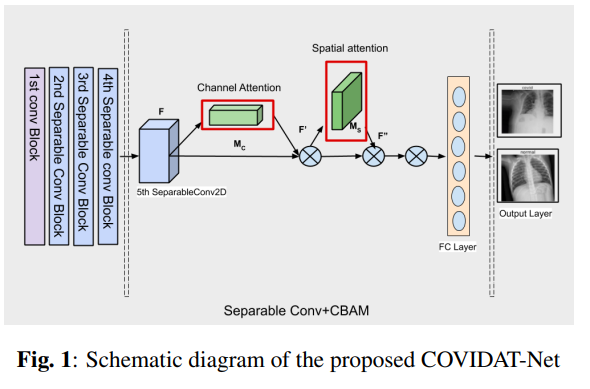 Spatial attention
Channel Attention
F
F'
Ms
F"
Mc
1st conv Block
2nd Separable Conv Block
3rd Separable Conv Block
4th Separable conv Block
5th SeparableConv2D
FC Layer
covid
normal
Output Layer
Separable Conv+CBAM
Fig. 1: Schematic diagram of the proposed COVIDAT-Net